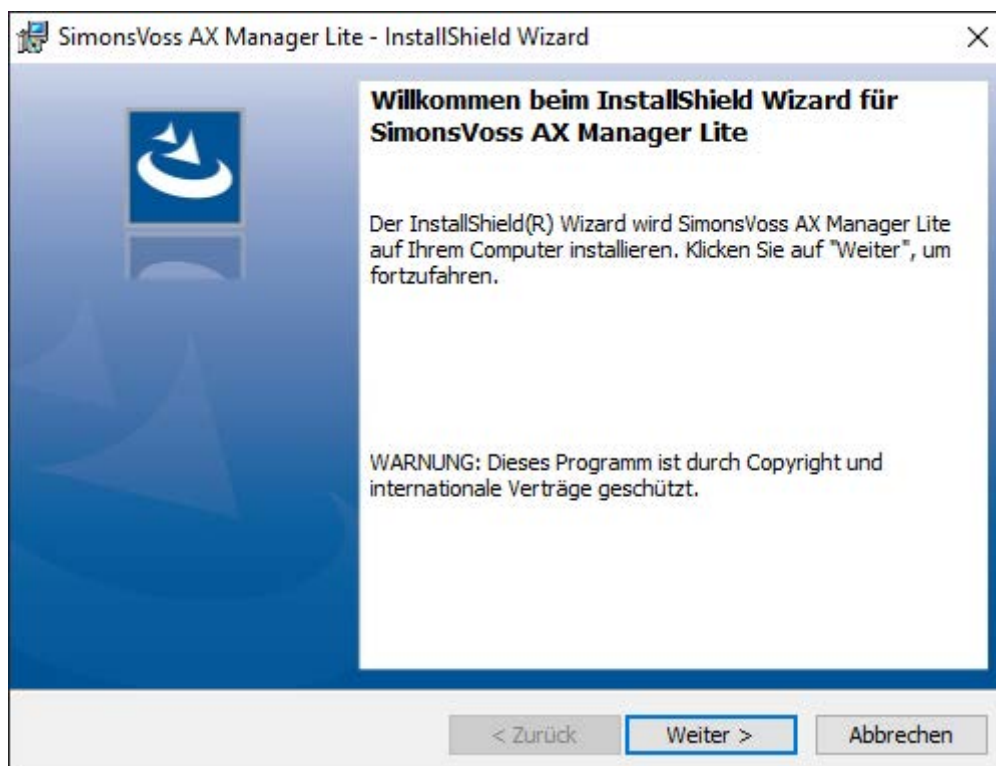 SimonsVoss AX Manager Lite - InstallShield Wizard
Willkommen beim InstallShield Wizard für
SimonsVoss AX Manager Lite
Der InstallShield(R) Wizard wird SimonsVoss AX Manager Lite
auf Ihrem Computer installieren. Klicken Sie auf "Weiter", um
fortzufahren.
WARNUNG: Dieses Programm ist durch Copyright und
internationale Verträge geschützt.
< Zurück
Weiter >
Abbrechen